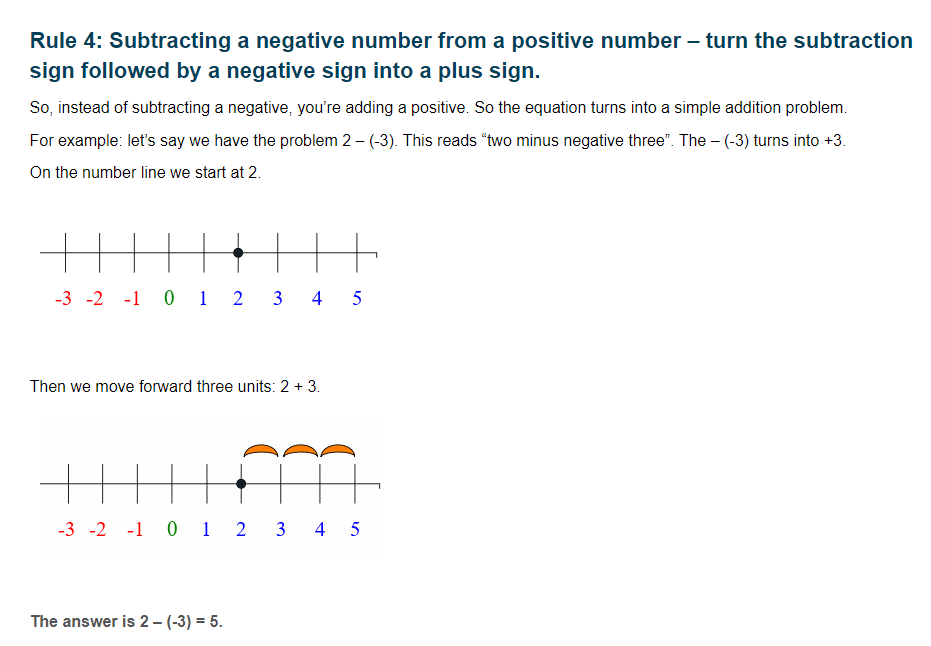 Rule 4: Subtracting a negative number from a positive number – turn the subtraction
sign followed by a negative sign into a plus sign.
So, instead of subtracting a negative, you’re adding a positive. So the equation turns into a simple addition problem.
For example: let’s say we have the problem 2 – (-3). This reads “two minus negative three”. The – (-3) turns into +3.
On the number line we start at 2.
-3 -2 -1 0 1 2 3 4 5
Then we move forward three units: 2 + 3.
-3 -2 -1 0 1 2 3 4 5
The answer is 2 – (-3) = 5.